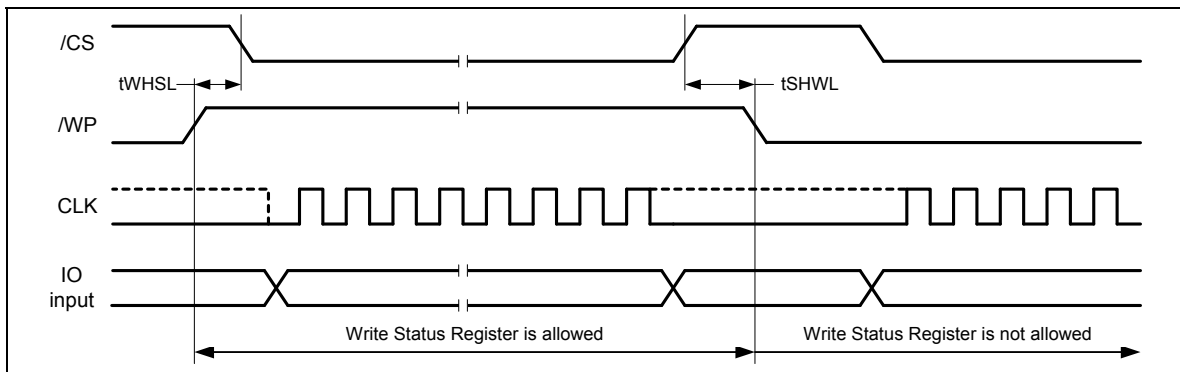 /CS
tWHSL
tSHWL
/WP
CLK
IO
input
Write Status Register is allowed
Write Status Register is not allowed